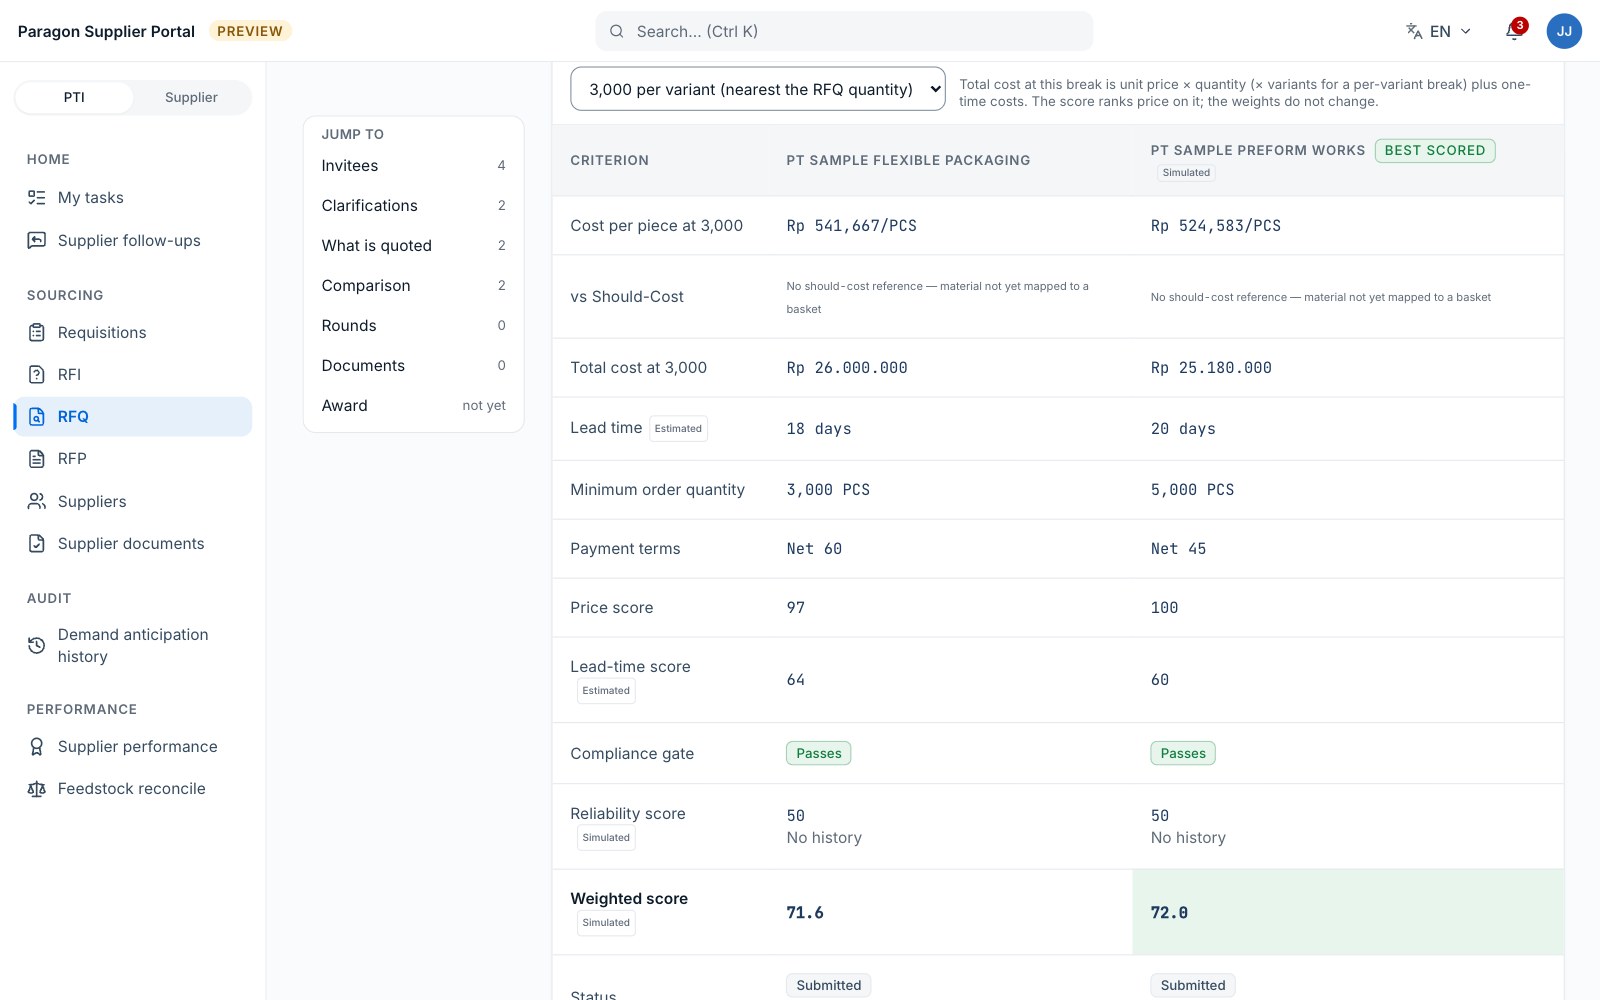 Paragon Supplier Portal PREVIEW
Search... (Ctrl K)
EN
3
JJ
PTI
Supplier
HOME
My tasks
Supplier follow-ups
SOURCING
Requisitions
RFI
RFQ
RFP
Suppliers
Supplier documents
AUDIT
Demand anticipation
history
PERFORMANCE
Supplier performance
Feedstock reconcile
JUMP TO
Invitees 4
Clarifications 2
What is quoted 2
Comparison 2
Rounds 0
Documents 0
Award not yet
3,000 per variant (nearest the RFQ quantity)
Total cost at this break is unit price × quantity (× variants for a per-variant break) plus one-
time costs. The score ranks price on it; the weights do not change.
CRITERION
PT SAMPLE FLEXIBLE PACKAGING
PT SAMPLE PREFORM WORKS BEST SCORED
Simulated
Cost per piece at 3,000
Rp 541,667/PCS
Rp 524,583/PCS
vs Should-Cost
No should-cost reference — material not yet mapped to a
basket
No should-cost reference — material not yet mapped to a basket
Total cost at 3,000
Rp 26.000.000
Rp 25.180.000
Lead time Estimated
18 days
20 days
Minimum order quantity
3,000 PCS
5,000 PCS
Payment terms
Net 60
Net 45
Price score
97
100
Lead-time score
Estimated
64
60
Compliance gate
Passes
Passes
Reliability score
Simulated
50
No history
50
No history
Weighted score
Simulated
71.6
72.0
Status
Submitted
Submitted